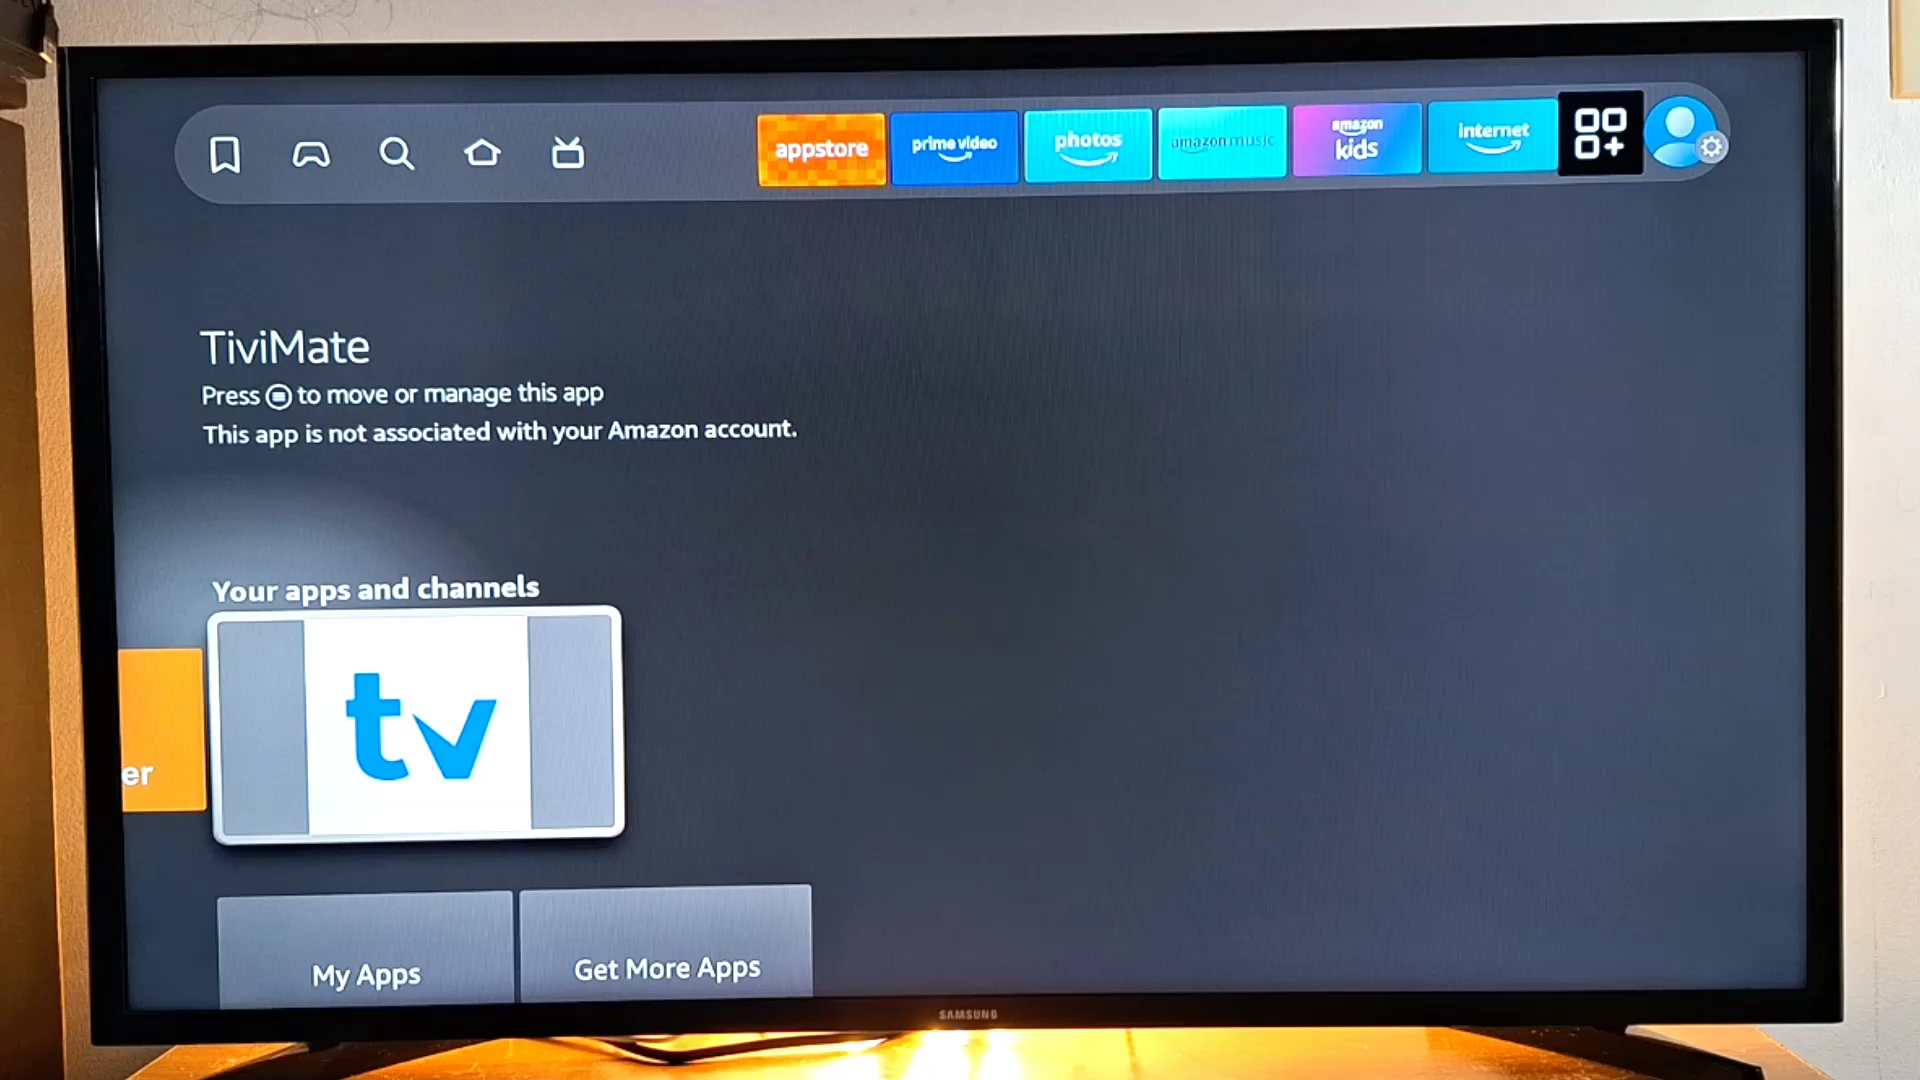 appstore
prime video
photos
amazon music
amazon
kids
internet
TiviMate
Press to move or manage this app
This app is not associated with your Amazon account.
Your apps and channels
er
tv
My Apps
Get More Apps
SAMSUNG